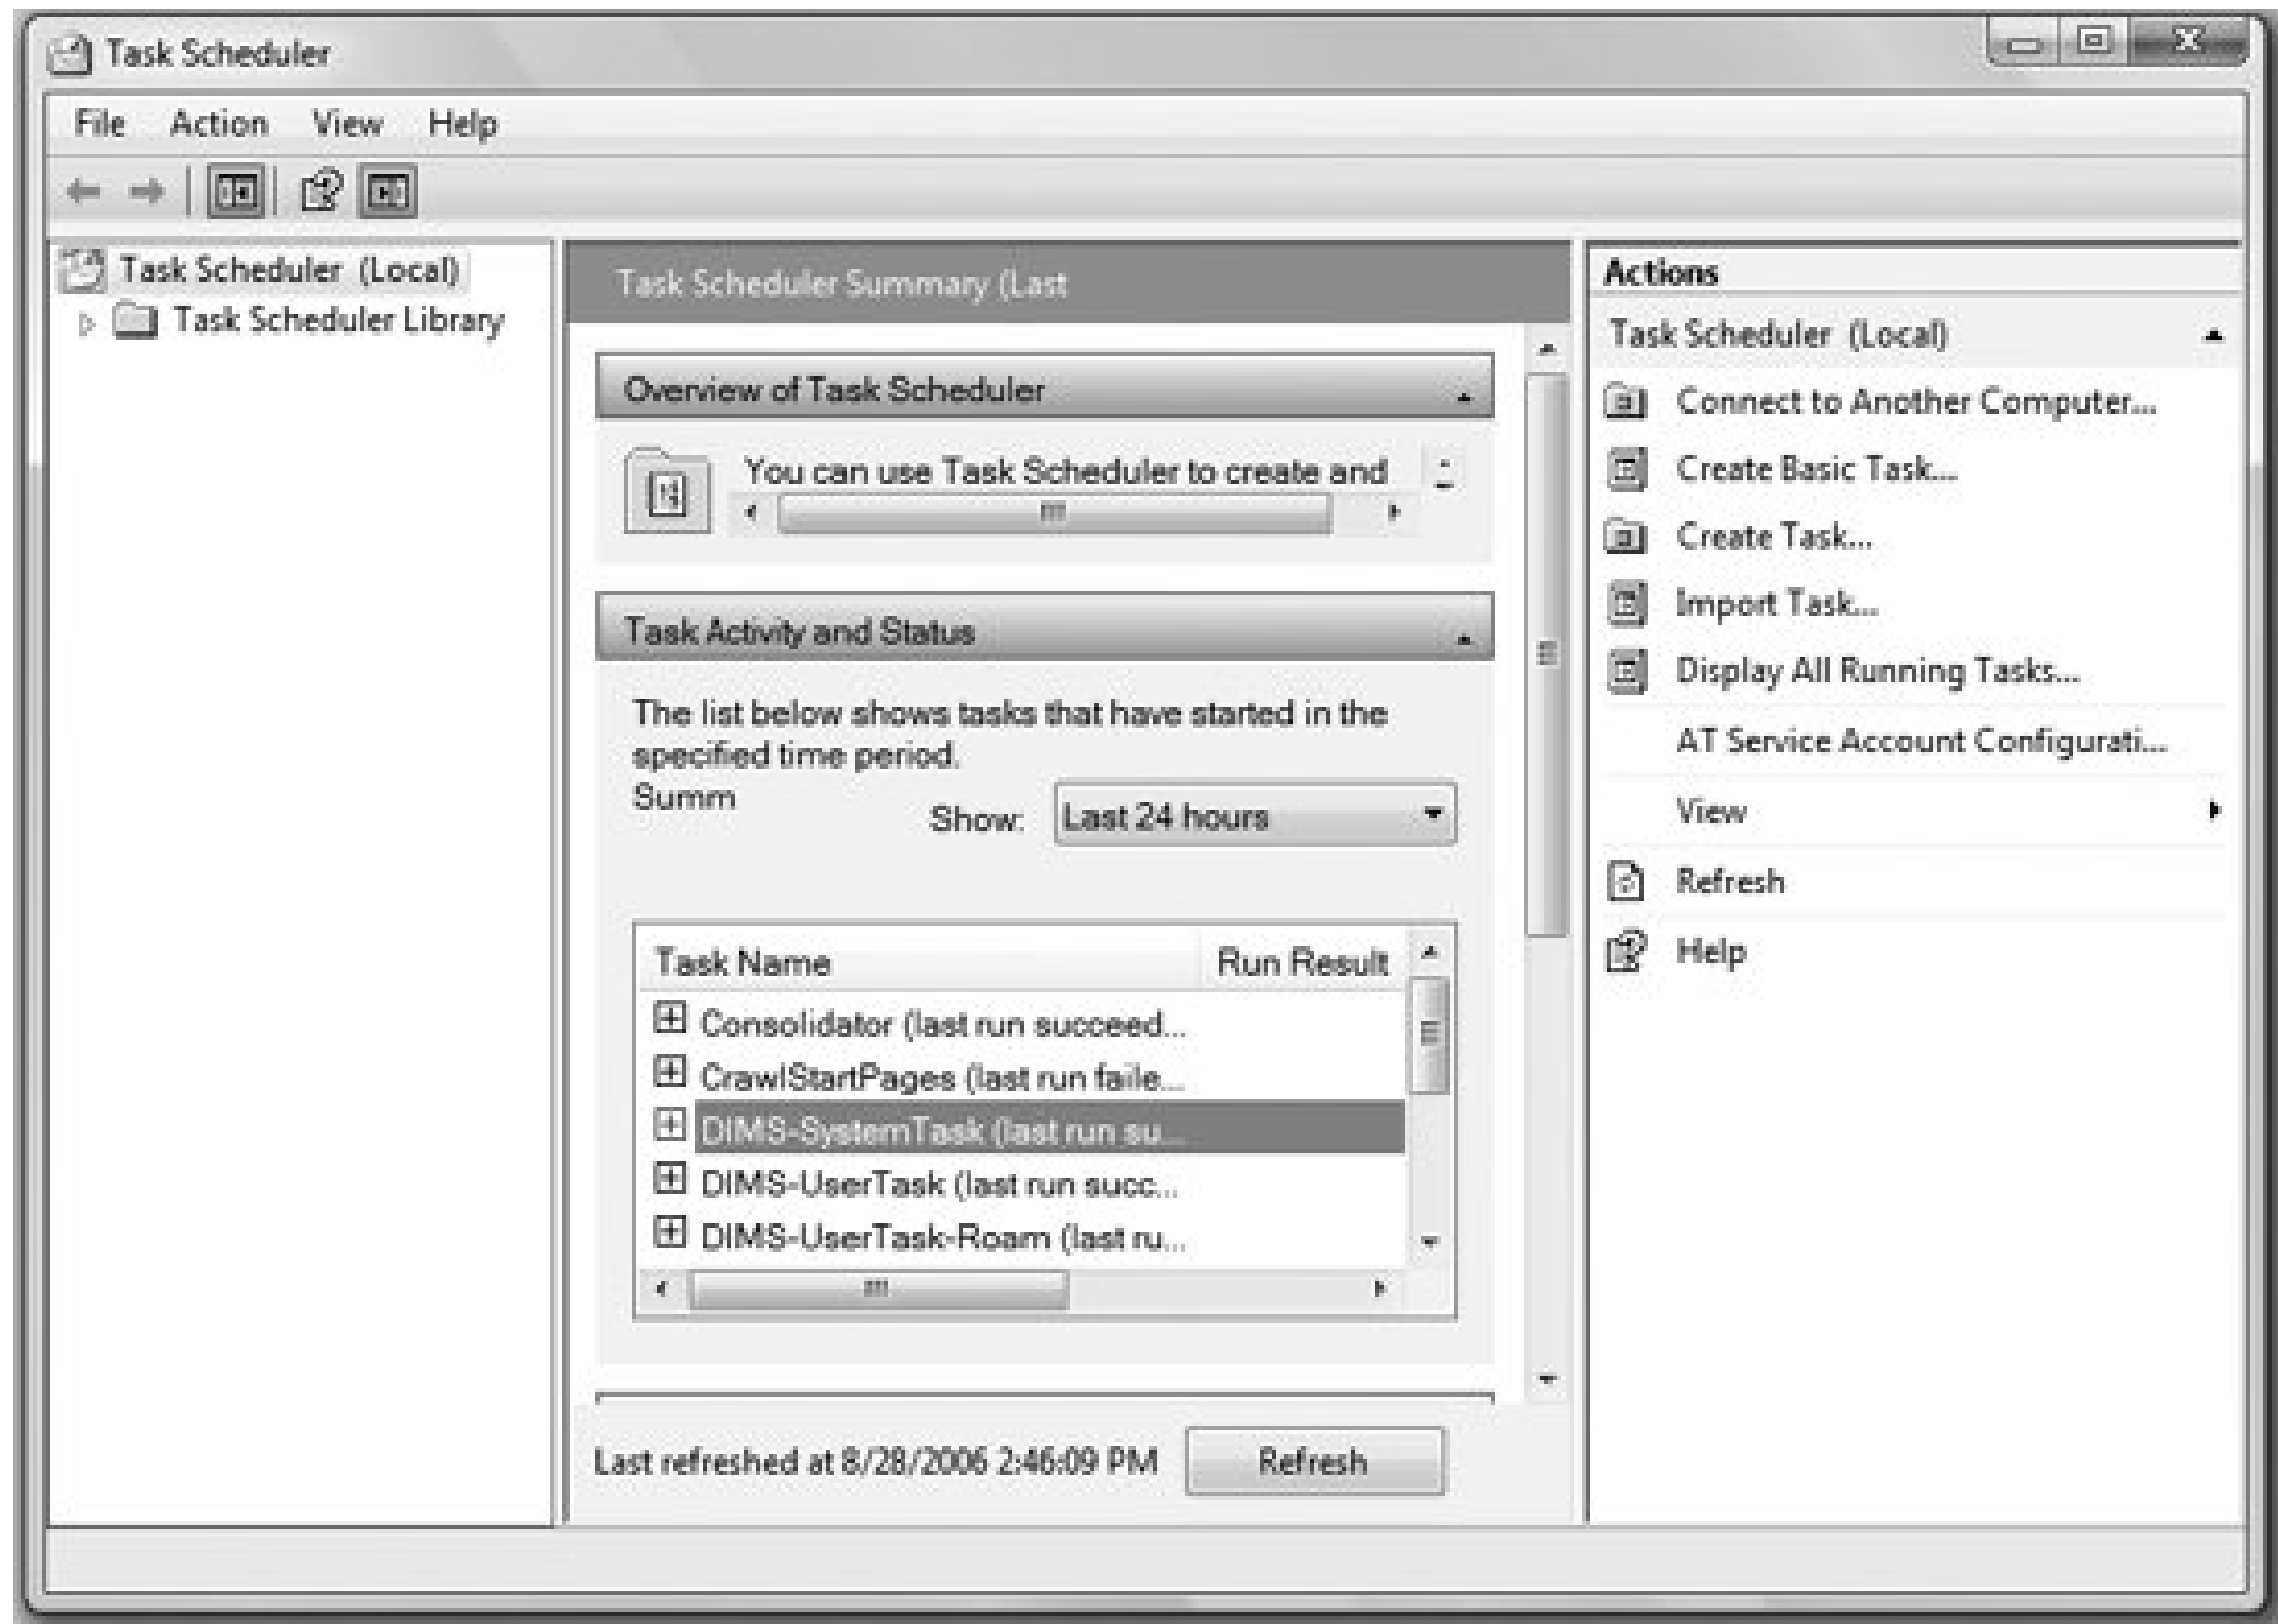 Task Scheduler
File Action View Help
Task Scheduler (Local)
Task Scheduler Library
Task Scheduler Summary (Last
Overview of Task Scheduler
You can use Task Scheduler to create and
Task Activity and Status
The list below shows tasks that have started in the
specified time period.
Summ
Show: Last 24 hours
Task Name Run Result
Consolidator (last run succeed...
CrawlStartPages (last run faile...
DIMS-SystemTask (last run su...
DIMS-UserTask (last run succ...
DIMS-UserTask-Roam (last ru...
Last refreshed at 8/28/2006 2:46:09 PM Refresh
Actions
Task Scheduler (Local)
Connect to Another Computer...
Create Basic Task...
Create Task...
Import Task...
Display All Running Tasks...
AT Service Account Configurati...
View
Refresh
Help